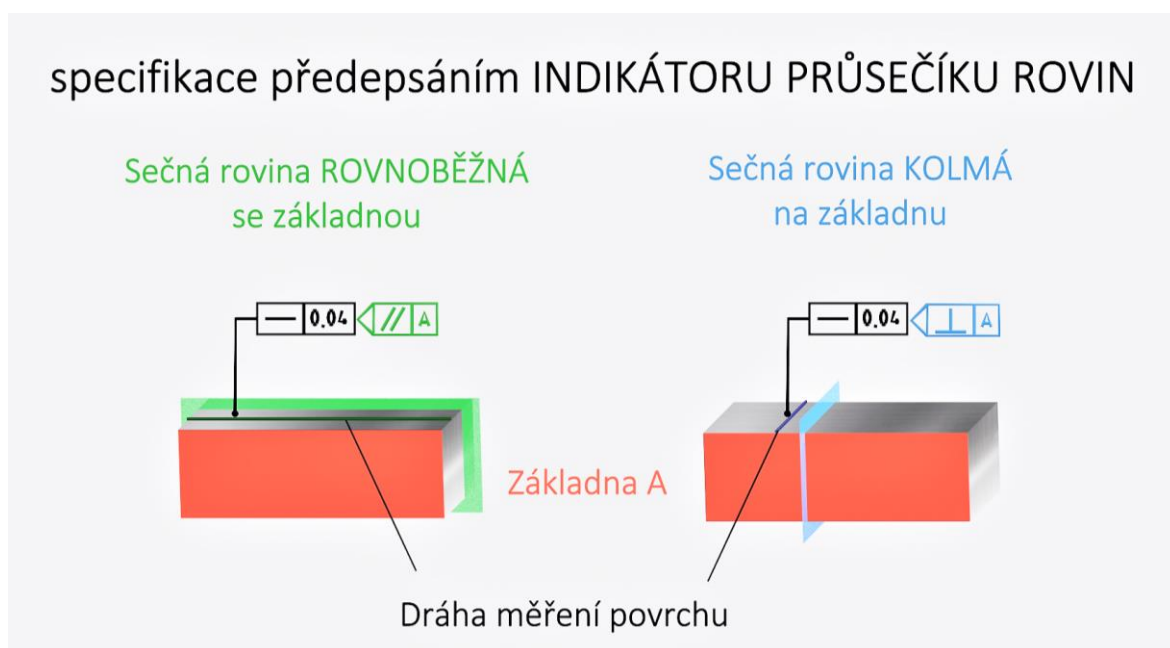 specifikace předepsáním INDIKÁTORU PRŮSEČÍKU ROVIN
Sečná rovina ROVNOBĚŽNÁ
se základnou
Sečná rovina KOLMÁ
na základnu
— 0.04 // A
— 0.04 ⊥ A
Základna A
Dráha měření povrchu